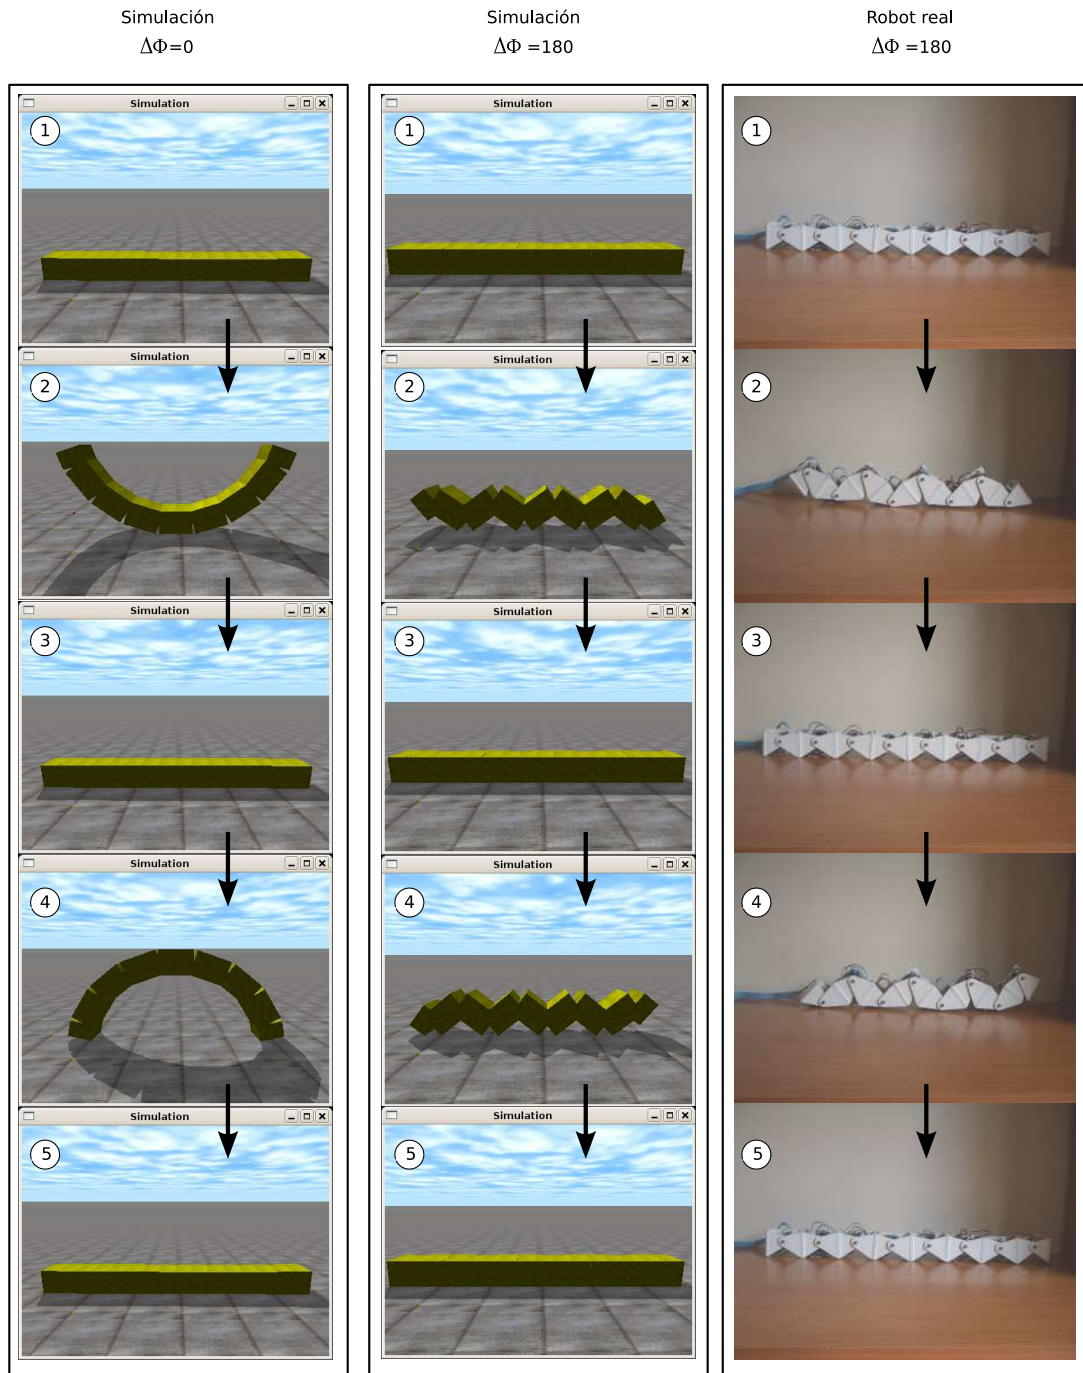 Simulación
ΔΦ=0
Simulation
1
Simulation
2
Simulation
3
Simulation
4
Simulation
5
Simulación
ΔΦ =180
Simulation
1
Simulation
2
Simulation
3
Simulation
4
Simulation
5
Robot real
ΔΦ =180
1
2
3
4
5